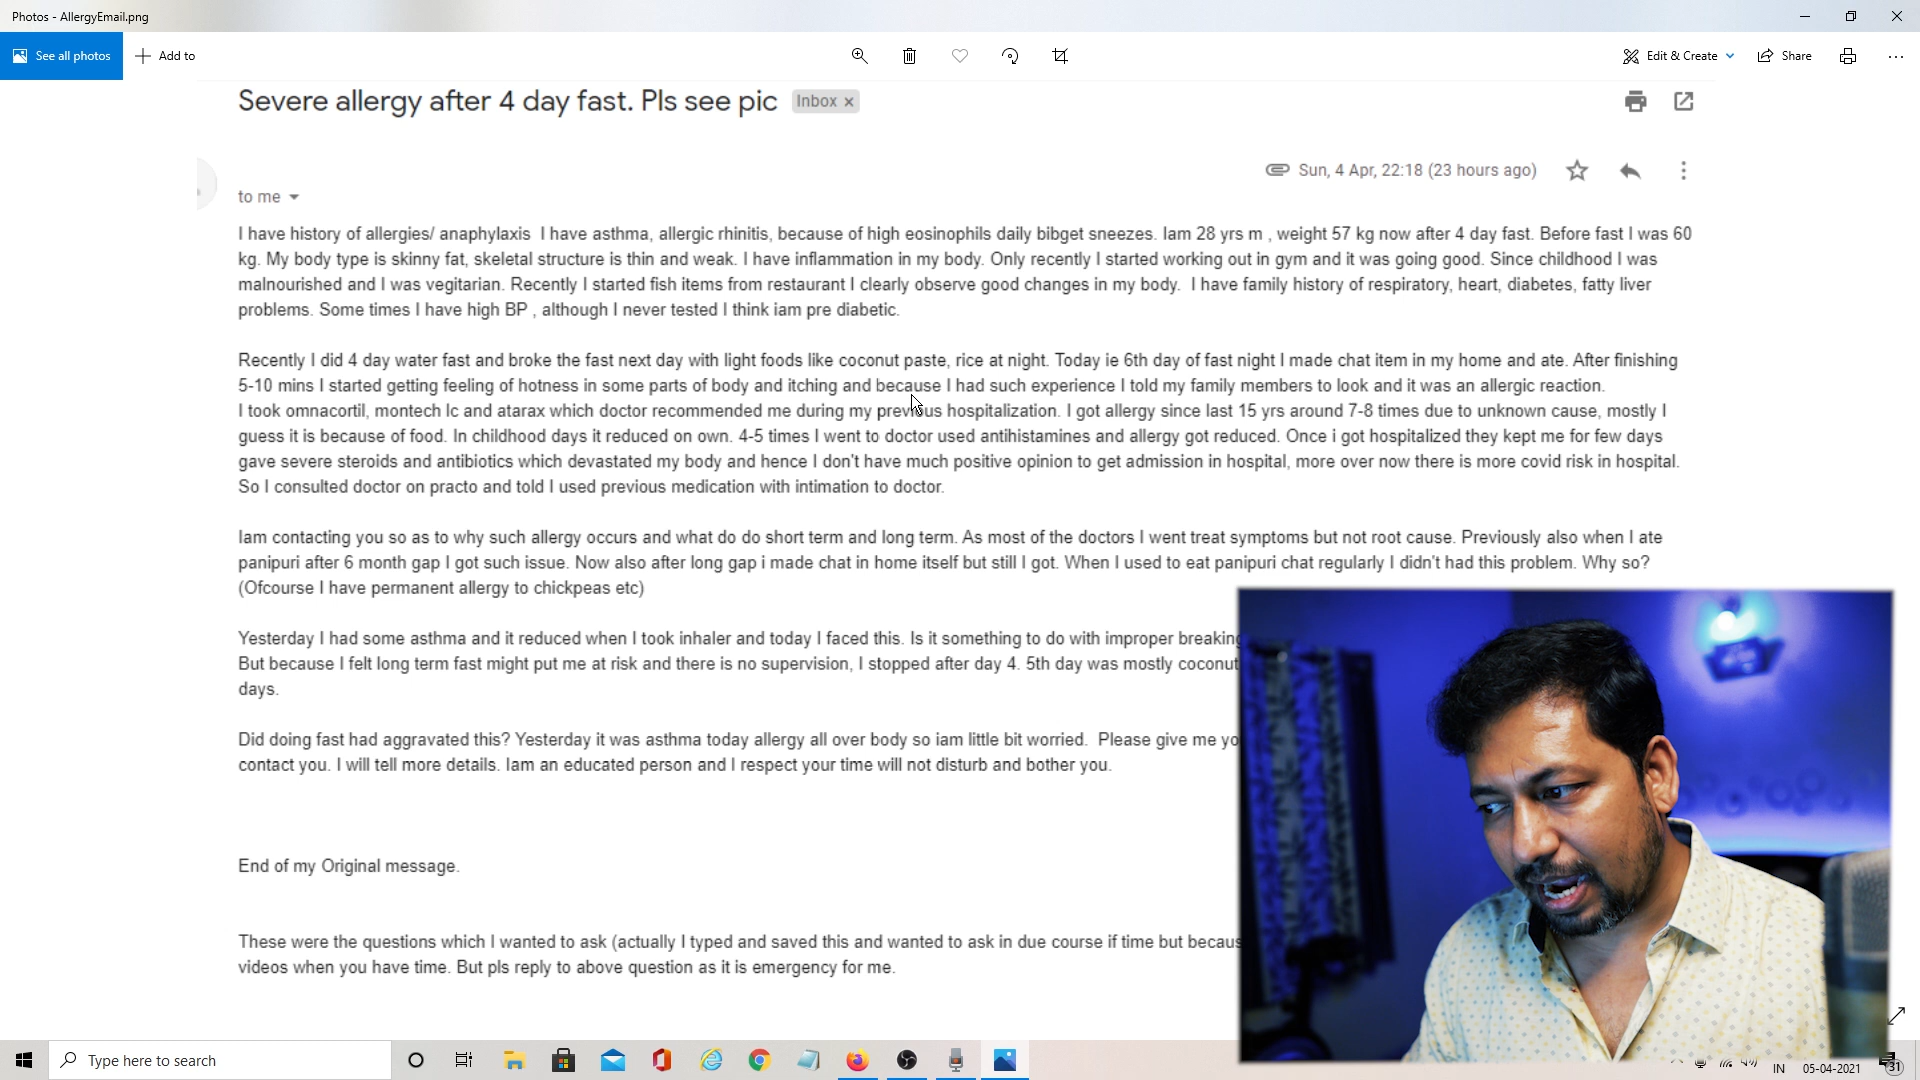 Photos - AllergyEmail.png
See all photos
Add to
Edit & Create
Share
Severe allergy after 4 day fast. Pls see pic Inbox ×
Sun, 4 Apr, 22:18 (23 hours ago)
to me
I have history of allergies/ anaphylaxis I have asthma, allergic rhinitis, because of high eosinophils daily bibget sneezes. Iam 28 yrs m , weight 57 kg now after 4 day fast. Before fast I was 60
kg. My body type is skinny fat, skeletal structure is thin and weak. I have inflammation in my body. Only recently I started working out in gym and it was going good. Since childhood I was
malnourished and I was vegitarian. Recently I started fish items from restaurant I clearly observe good changes in my body. I have family history of respiratory, heart, diabetes, fatty liver
problems. Some times I have high BP , although I never tested I think iam pre diabetic.
Recently I did 4 day water fast and broke the fast next day with light foods like coconut paste, rice at night. Today ie 6th day of fast night I made chat item in my home and ate. After finishing
5-10 mins I started getting feeling of hotness in some parts of body and itching and because I had such experience I told my family members to look and it was an allergic reaction.
I took omnacortil, montech lc and atarax which doctor recommended me during my previous hospitalization. I got allergy since last 15 yrs around 7-8 times due to unknown cause, mostly I
guess it is because of food. In childhood days it reduced on own. 4-5 times I went to doctor used antihistamines and allergy got reduced. Once i got hospitalized they kept me for few days
gave severe steroids and antibiotics which devastated my body and hence I don't have much positive opinion to get admission in hospital, more over now there is more covid risk in hospital.
So I consulted doctor on practo and told I used previous medication with intimation to doctor.
Iam contacting you so as to why such allergy occurs and what do do short term and long term. As most of the doctors I went treat symptoms but not root cause. Previously also when I ate
panipuri after 6 month gap I got such issue. Now also after long gap i made chat in home itself but still I got. When I used to eat panipuri chat regularly I didn't had this problem. Why so?
(Ofcourse I have permanent allergy to chickpeas etc)
Yesterday I had some asthma and it reduced when I took inhaler and today I faced this. Is it something to do with improper breaking
But because I felt long term fast might put me at risk and there is no supervision, I stopped after day 4. 5th day was mostly coconut
days.
Did doing fast had aggravated this? Yesterday it was asthma today allergy all over body so iam little bit worried. Please give me yo
contact you. I will tell more details. Iam an educated person and I respect your time will not disturb and bother you.
End of my Original message.
These were the questions which I wanted to ask (actually I typed and saved this and wanted to ask in due course if time but becaus
videos when you have time. But pls reply to above question as it is emergency for me.
Type here to search
IN
05-04-2021
31